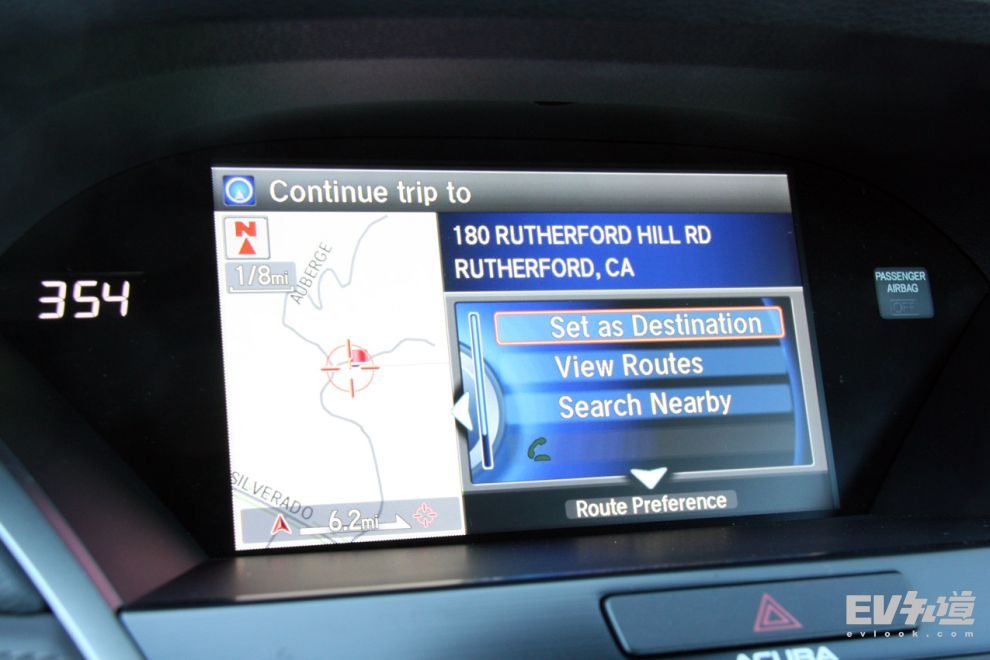 Continue trip to
N
1/8mi
AUBERGE
180 RUTHERFORD HILL RD
RUTHERFORD, CA
354
PASSENGER
AIRBAG
OFF
Set as Destination
View Routes
Search Nearby
SILVERADO
6.2mi
Route Preference
EV知道
evlook.com
ACURA